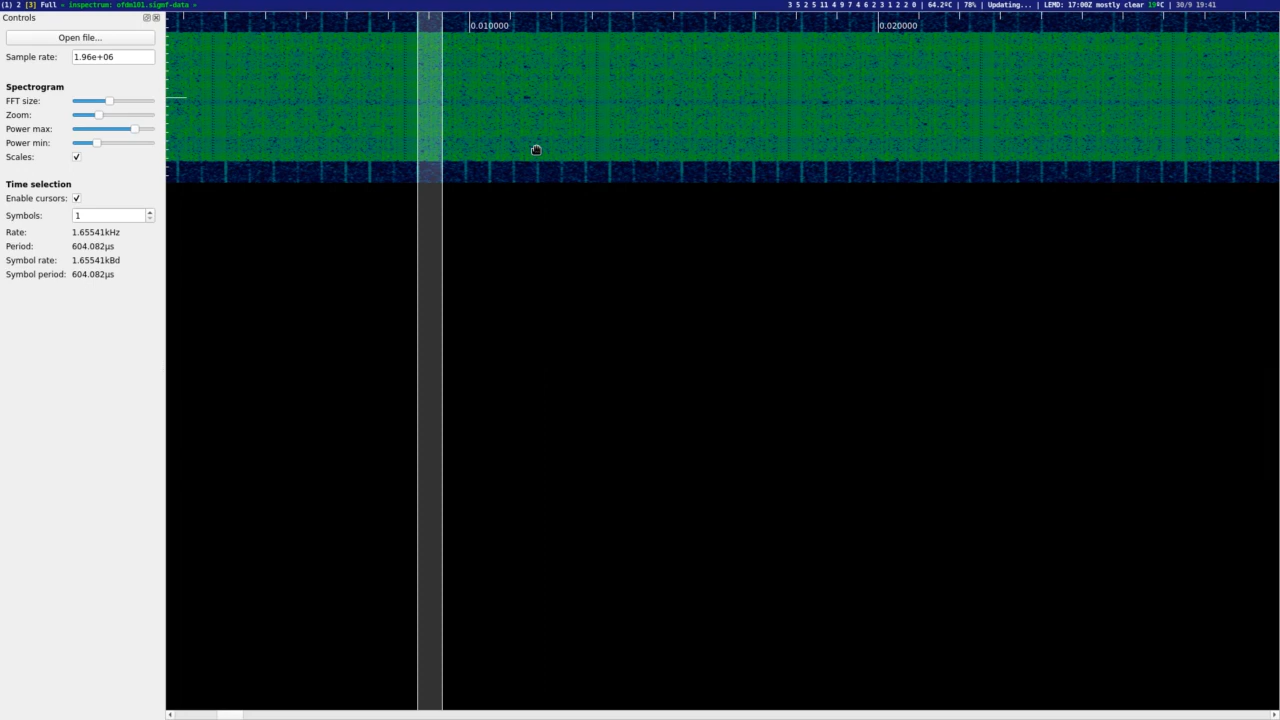 (1) 2 [3] Full • inspectrum: ofdm101.sigmf-data •
3 5 2 5 11 4 9 7 4 6 2 3 1 2 2 0 | 64.2ºC | 78% | Updating... | LEMD: 17:00Z mostly clear 19ºC | 30/9 19:41
Controls
Open file...
Sample rate: 1.96e+06
Spectrogram
FFT size:
Zoom:
Power max:
Power min:
Scales:
Time selection
Enable cursors:
Symbols: 1
Rate: 1.65541kHz
Period: 604.082µs
Symbol rate: 1.65541kBd
Symbol period: 604.082µs
0.010000
0.020000